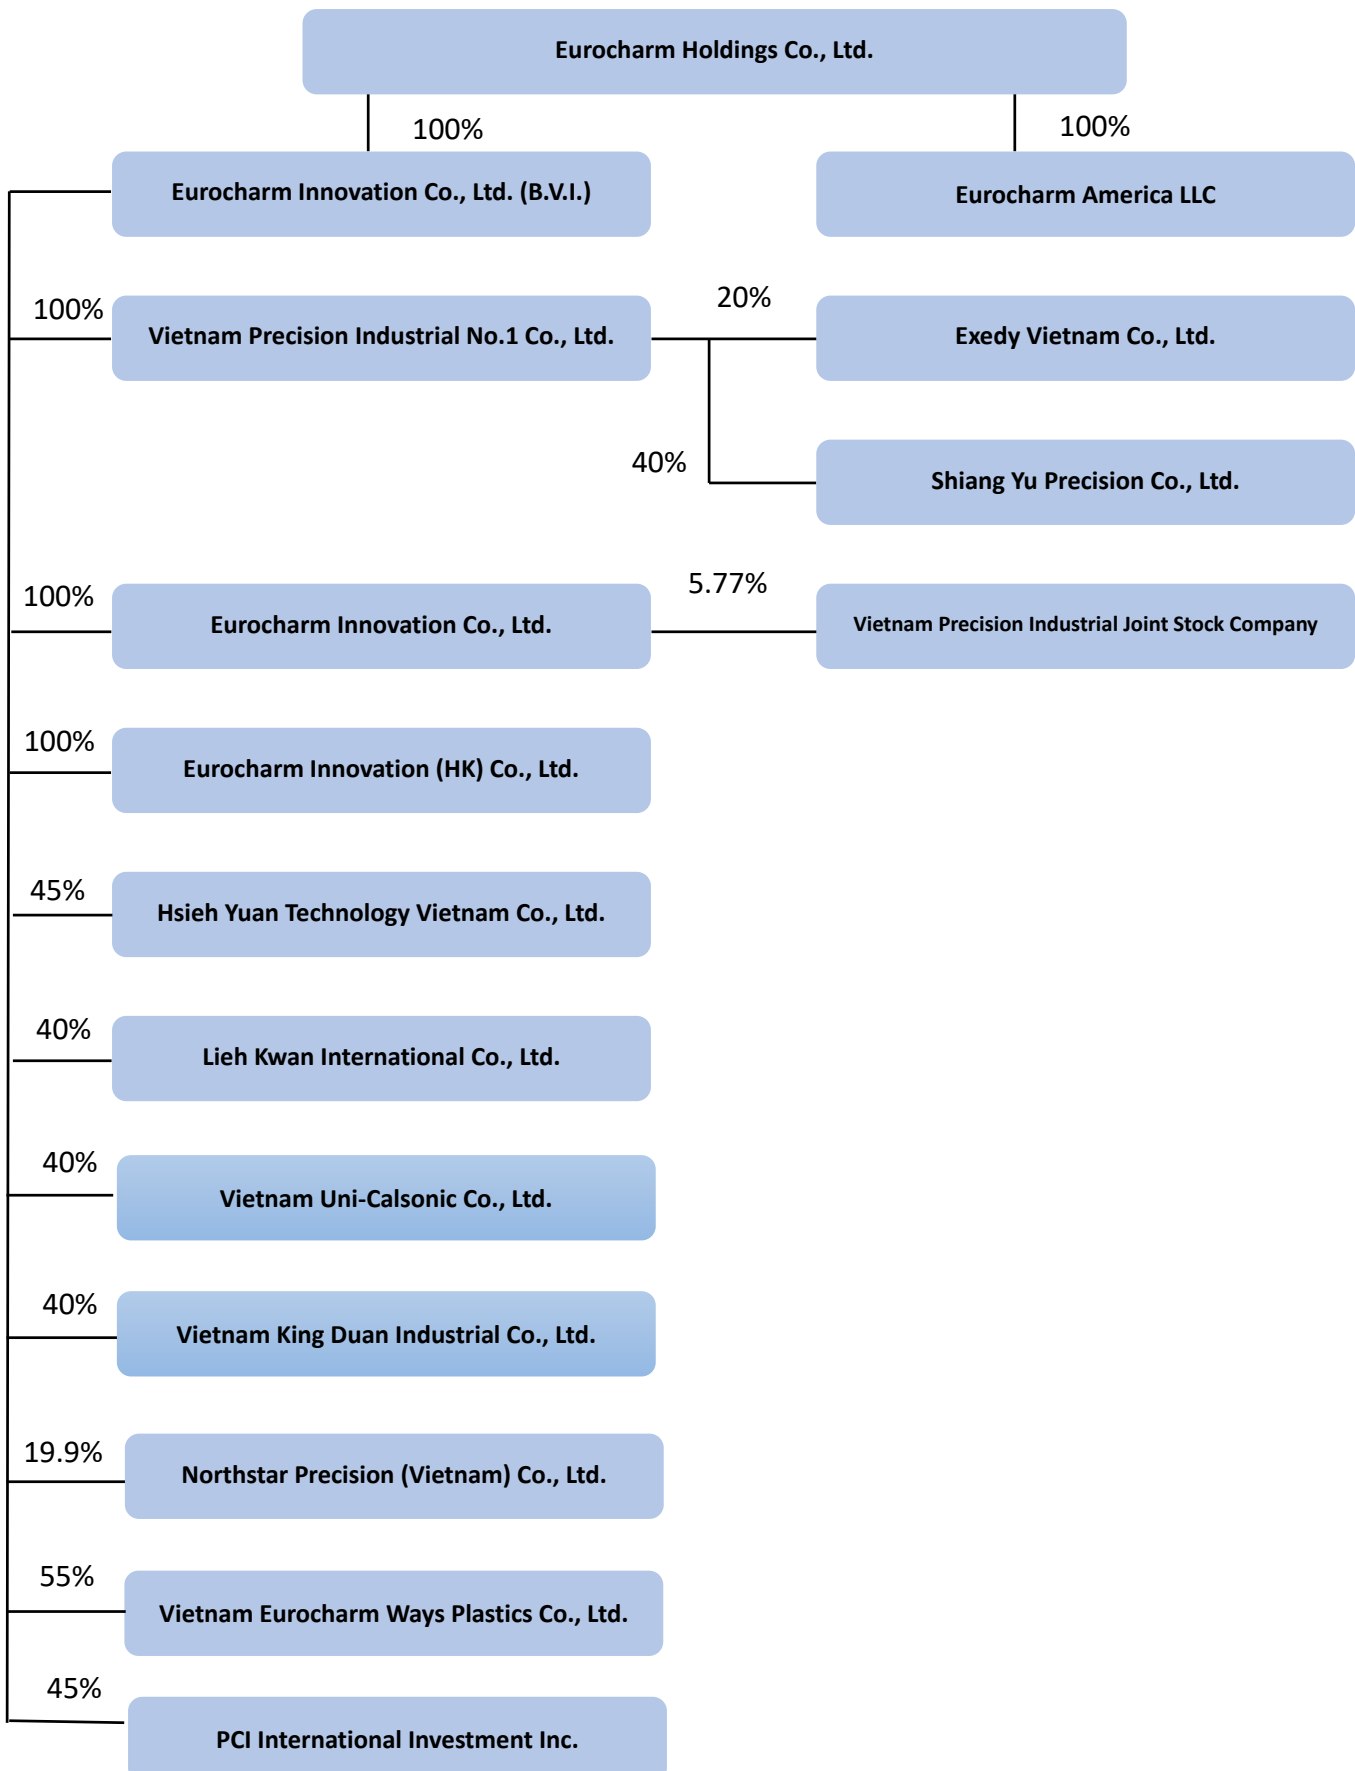 Eurocharm Holdings Co., Ltd.
100%
100%
Eurocharm Innovation Co., Ltd. (B.V.I.)
Eurocharm America LLC
100%
Vietnam Precision Industrial No.1 Co., Ltd.
20%
Exedy Vietnam Co., Ltd.
40%
Shiang Yu Precision Co., Ltd.
100%
Eurocharm Innovation Co., Ltd.
5.77%
Vietnam Precision Industrial Joint Stock Company
100%
Eurocharm Innovation (HK) Co., Ltd.
45%
Hsieh Yuan Technology Vietnam Co., Ltd.
40%
Lieh Kwan International Co., Ltd.
40%
Vietnam Uni-Calsonic Co., Ltd.
40%
Vietnam King Duan Industrial Co., Ltd.
19.9%
Northstar Precision (Vietnam) Co., Ltd.
55%
Vietnam Eurocharm Ways Plastics Co., Ltd.
45%
PCI International Investment Inc.